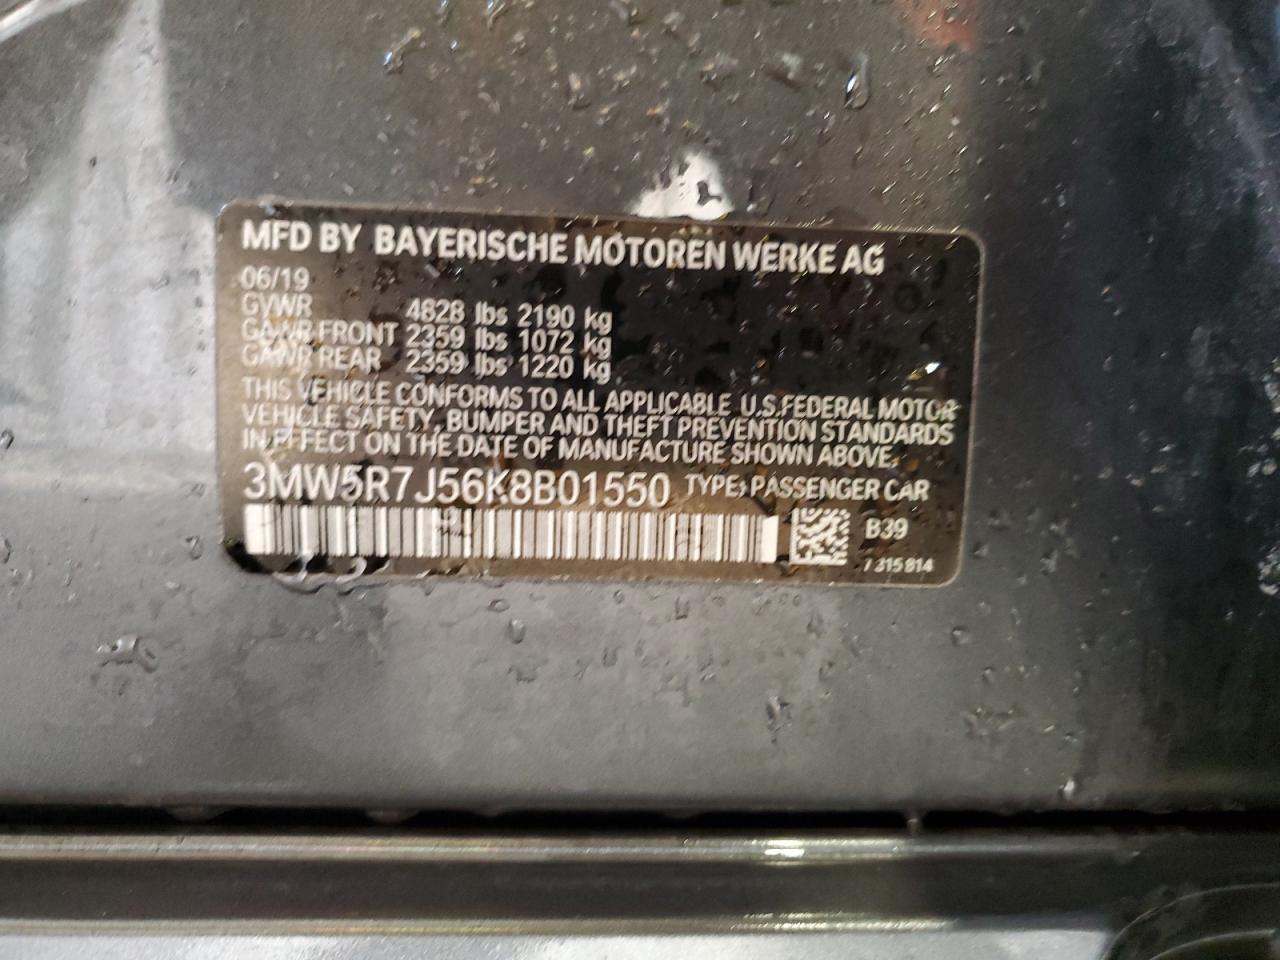 MFD BY BAYERISCHE MOTOREN WERKE AG
06/19
GVWR 4828 lbs 2190 kg
GAWR FRONT 2359 lbs 1072 kg
GAWR REAR 2359 lbs 1220 kg
THIS VEHICLE CONFORMS TO ALL APPLICABLE U.S.FEDERAL MOTOR
VEHICLE SAFETY, BUMPER AND THEFT PREVENTION STANDARDS
IN EFFECT ON THE DATE OF MANUFACTURE SHOWN ABOVE.
3MW5R7J56K8B01550 TYPE: PASSENGER CAR
B39
7 315 814